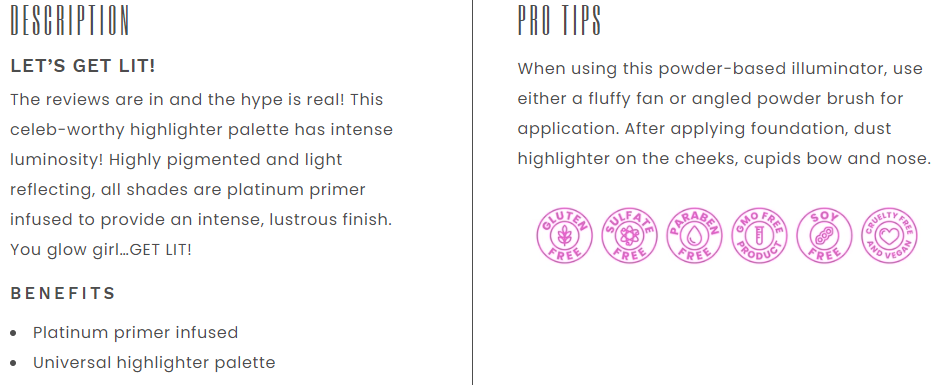 DESCRIPTION
LET'S GET LIT!
The reviews are in and the hype is real! This
celeb-worthy highlighter palette has intense
luminosity! Highly pigmented and light
reflecting, all shades are platinum primer
infused to provide an intense, lustrous finish.
You glow girl...GET LIT!
BENEFITS
• Platinum primer infused
• Universal highlighter palette
PRO TIPS
When using this powder-based illuminator, use
either a fluffy fan or angled powder brush for
application. After applying foundation, dust
highlighter on the cheeks, cupids bow and nose.
GLUTEN
FREE
SULFATE
FREE
PARABEN
FREE
GMO FREE
PRODUCT
SOY
FREE
CRUELTY FREE
AND VEGAN